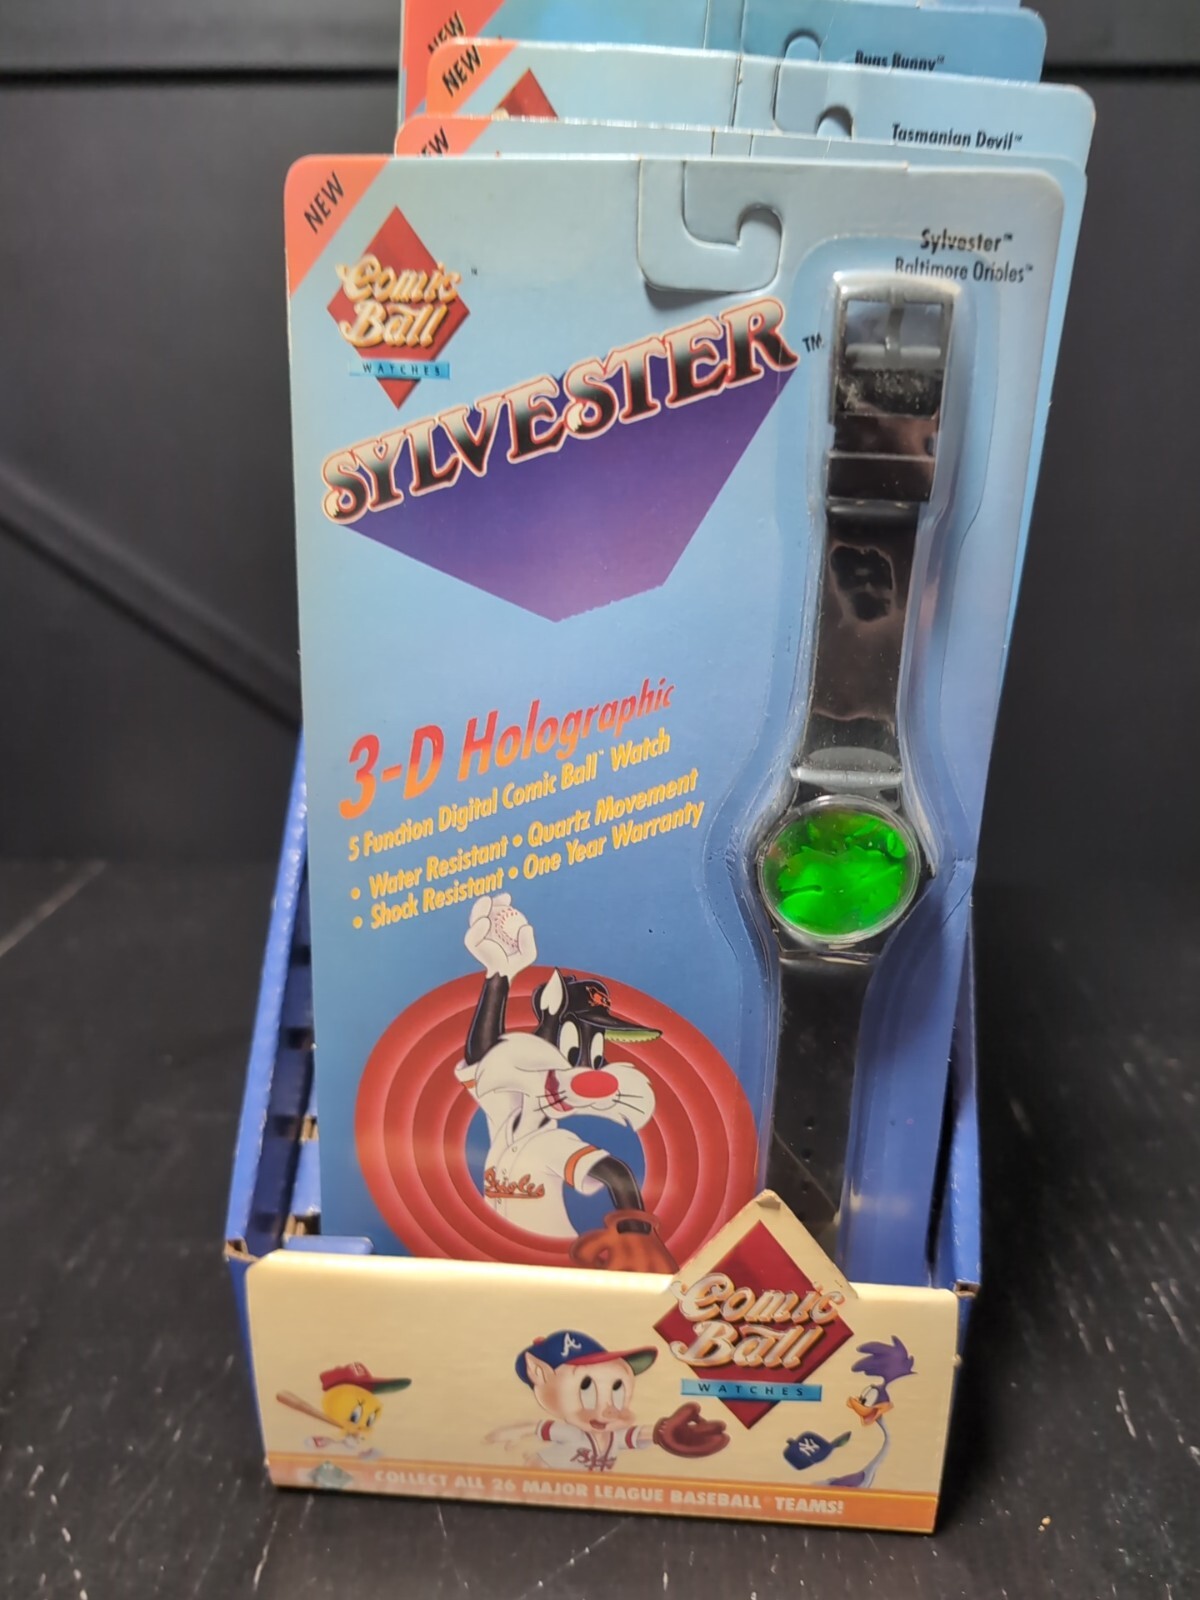 NEW
Bugs Bunny™
NEW
Tasmanian Devil™
NEW
NEW
Comic
Ball™
WATCHES
Sylvester™
Baltimore Orioles™
SYLVESTER™
3-D Holographic
5 Function Digital Comic Ball™ Watch
• Water Resistant • Quartz Movement
• Shock Resistant • One Year Warranty
Orioles
Comic
Ball
WATCHES
A
NY
COLLECT ALL 26 MAJOR LEAGUE BASEBALL TEAMS!